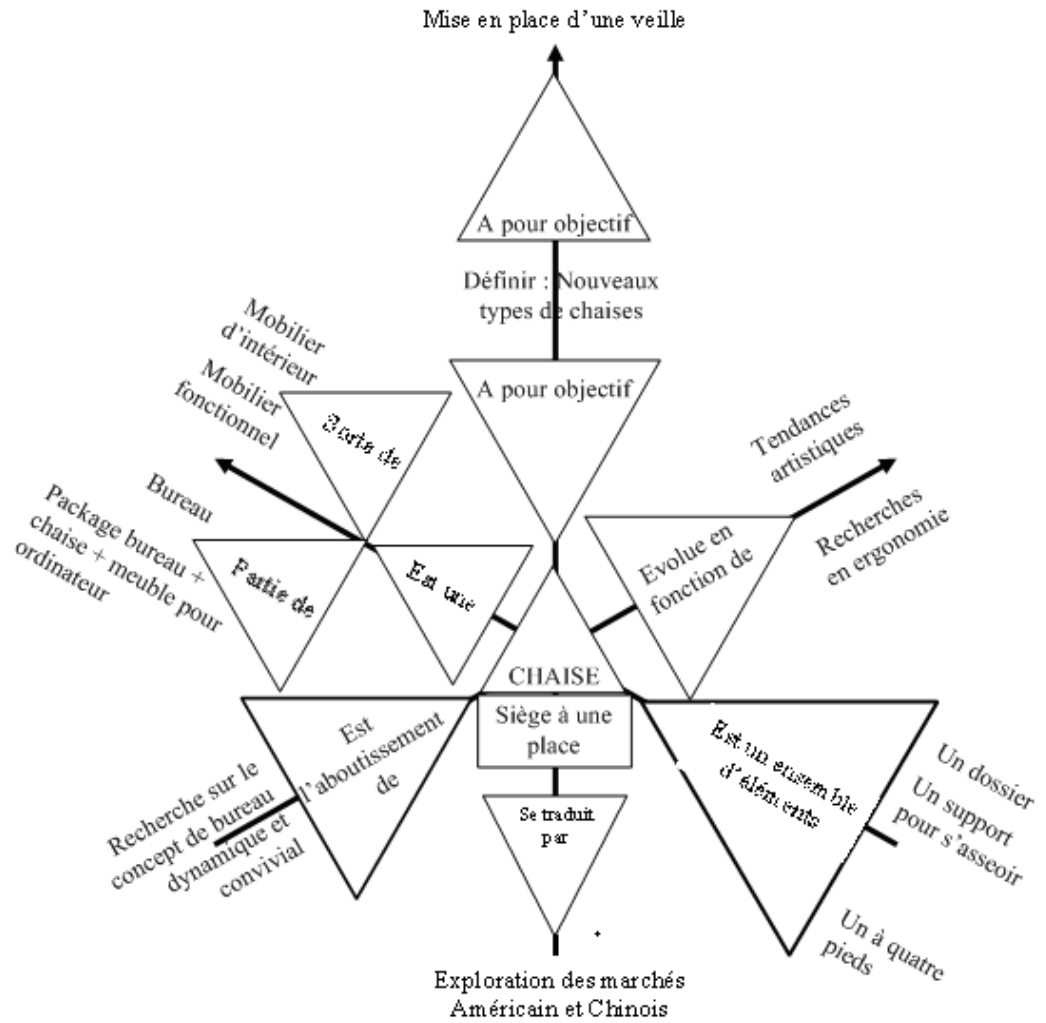 Mise en place d'une veille
A pour objectif
Définir : Nouveaux
types de chaises
A pour objectif
Mobilier
d'intérieur
Mobilier
fonctionnel
Sorte de
Bureau
Package bureau +
chaise + meuble pour
ordinateur
Partie de
Est une
Tendances
artistiques
Recherches
en ergonomie
Evolue en
fonction de
CHAISE
Siège à une
place
Est
l'aboutissement
de
Recherche sur le
concept de bureau
dynamique et
convivial
Est un ensemble
d'éléments
Un dossier
Un support
pour s'asseoir
Un à quatre
pieds
Se traduit
par
Exploration des marchés
Américain et Chinois